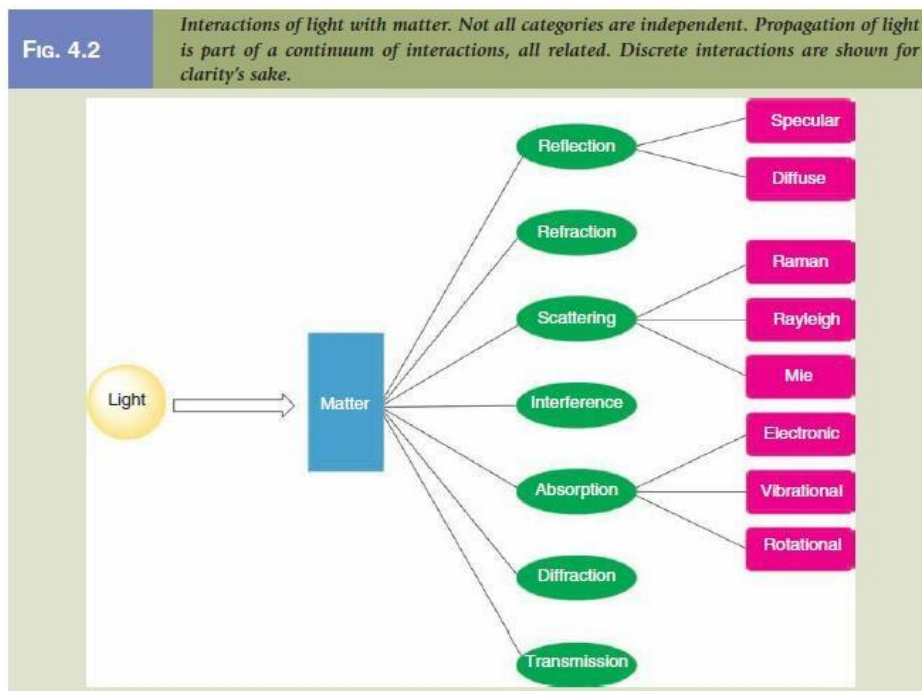 FIG. 4.2
Interactions of light with matter. Not all categories are independent. Propagation of light
is part of a continuum of interactions, all related. Discrete interactions are shown for
clarity's sake.
Light
Matter
Reflection
Refraction
Scattering
Interference
Absorption
Diffraction
Transmission
Specular
Diffuse
Raman
Rayleigh
Mie
Electronic
Vibrational
Rotational